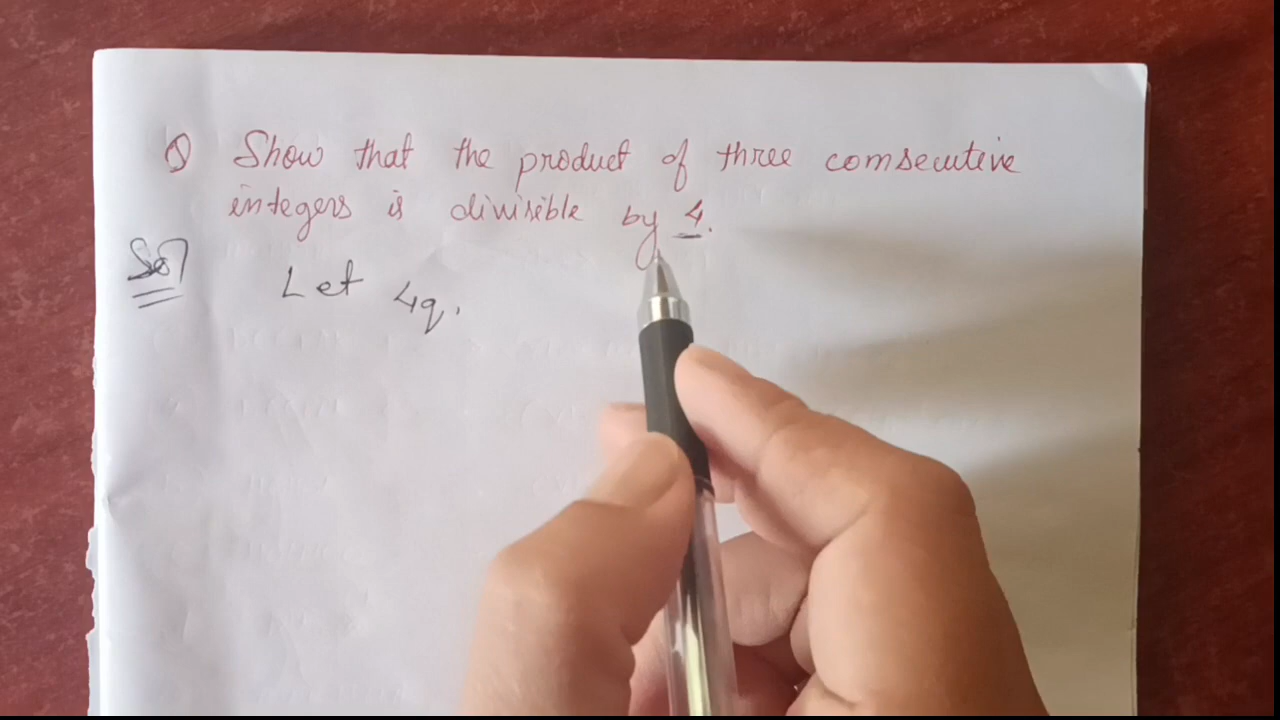 Q Show that the product of three comsecutive
integers is divisible by 4.
Sol
Let 4q,